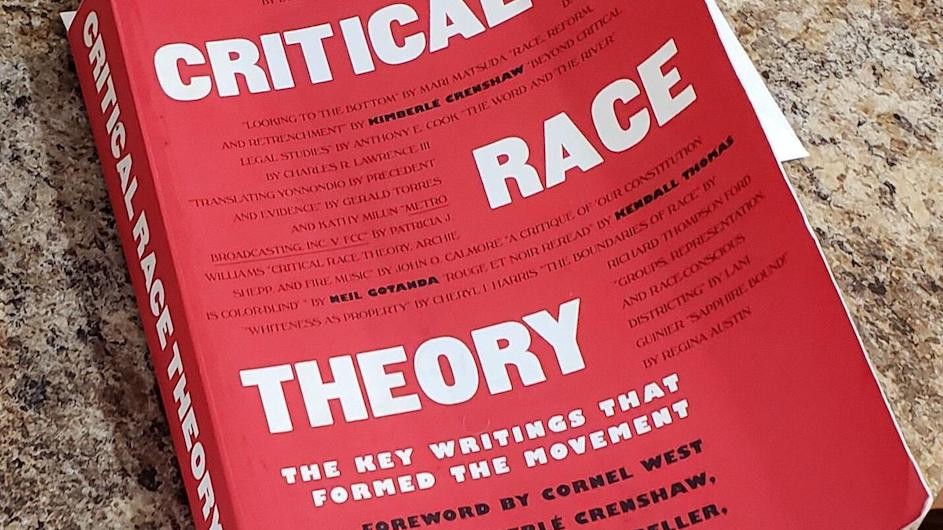 CRITICAL
"LOOKING TO THE BOTTOM" BY MARI MATSUDA "RACE, REFORM
AND RETRENCHMENT" BY KIMBERLÉ CRENSHAW "BEYOND CRITICAL
LEGAL STUDIES" BY ANTHONY E. COOK "THE WORD AND THE RIVER"
BY CHARLES R. LAWRENCE III
RACE
"TRANSLATING YONNONDIO BY PRECEDENT
AND EVIDENCE" BY GERALD TORRES
AND KATHY MILUN "METRO
BROADCASTING, INC. V. FCC" BY PATRICIA J.
WILLIAMS "CRITICAL RACE THEORY, ARCHIE
SHEPP, AND FIRE MUSIC" BY JOHN O. CALMORE "A CRITIQUE OF 'OUR CONSTITUTION
IS COLOR-BLIND'" BY NEIL GOTANDA "ROUGE ET NOIR REREAD" BY KENDALL THOMAS
"WHITENESS AS PROPERTY" BY CHERYL I. HARRIS "THE BOUNDARIES OF RACE" BY
RICHARD THOMPSON FORD
"GROUPS, REPRESENTATION
AND RACE-CONSCIOUS
DISTRICTING" BY LANI
GUINIER "SAPPHIRE BOUND!"
BY REGINA AUSTIN
THEORY
THE KEY WRITINGS THAT
FORMED THE MOVEMENT
FOREWORD BY CORNEL WEST
CRENSHAW,
CRITICAL RACE THEORY